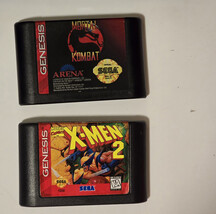 GENESIS
MORTAL
KOMBAT
ARENA
SEGA
GENESIS
X-MEN
2
SEGA